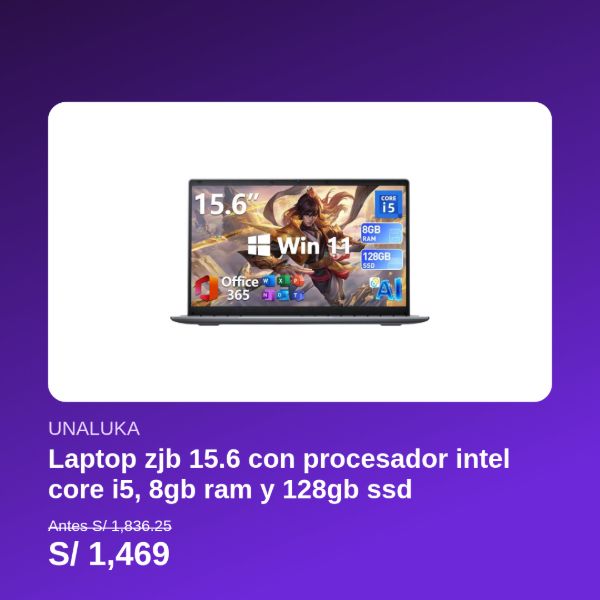 15.6”
CORE
i5
8GB
RAM
Win 11
128GB
SSD
Office
365
W X P
N
AI
UNALUKA
Laptop zjb 15.6 con procesador intel
core i5, 8gb ram y 128gb ssd
Antes S/ 1,836.25
S/ 1,469